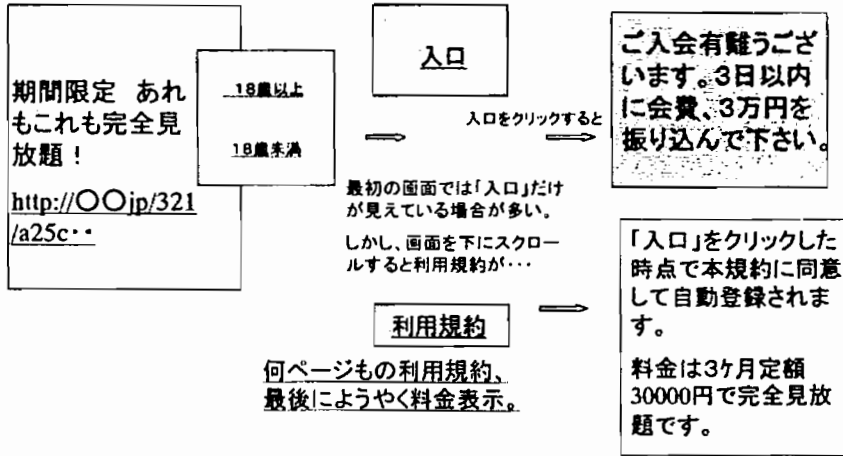 期間限定 あれ
もこれも完全見
放題！
http://〇〇jp/321
/a25c・・
18歳以上
18歳未満
入口
入口をクリックすると
最初の画面では「入口」だけ
が見えている場合が多い。
しかし、画面を下にスクロー
ルすると利用規約が・・・
利用規約
何ページもの利用規約、
最後にようやく料金表示。
ご入会有難うござ
います。3日以内
に会費、3万円を
振り込んで下さい。
「入口」をクリックした
時点で本規約に同意
して自動登録されま
す。
料金は3ヶ月定額
30000円で完全見放
題です。